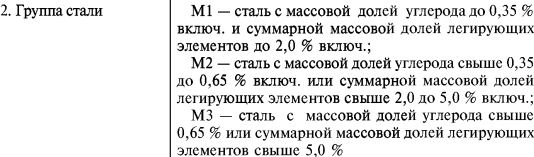 2. Группа стали
М1 — сталь с массовой долей углерода до 0,35 %
включ. и суммарной массовой долей легирующих
элементов до 2,0 % включ.;
М2 — сталь с массовой долей углерода свыше 0,35
до 0,65 % включ. или суммарной массовой долей
легирующих элементов свыше 2,0 до 5,0 % включ.;
М3 — сталь с массовой долей углерода свыше
0,65 % или суммарной массовой долей легирующих
элементов свыше 5,0 %